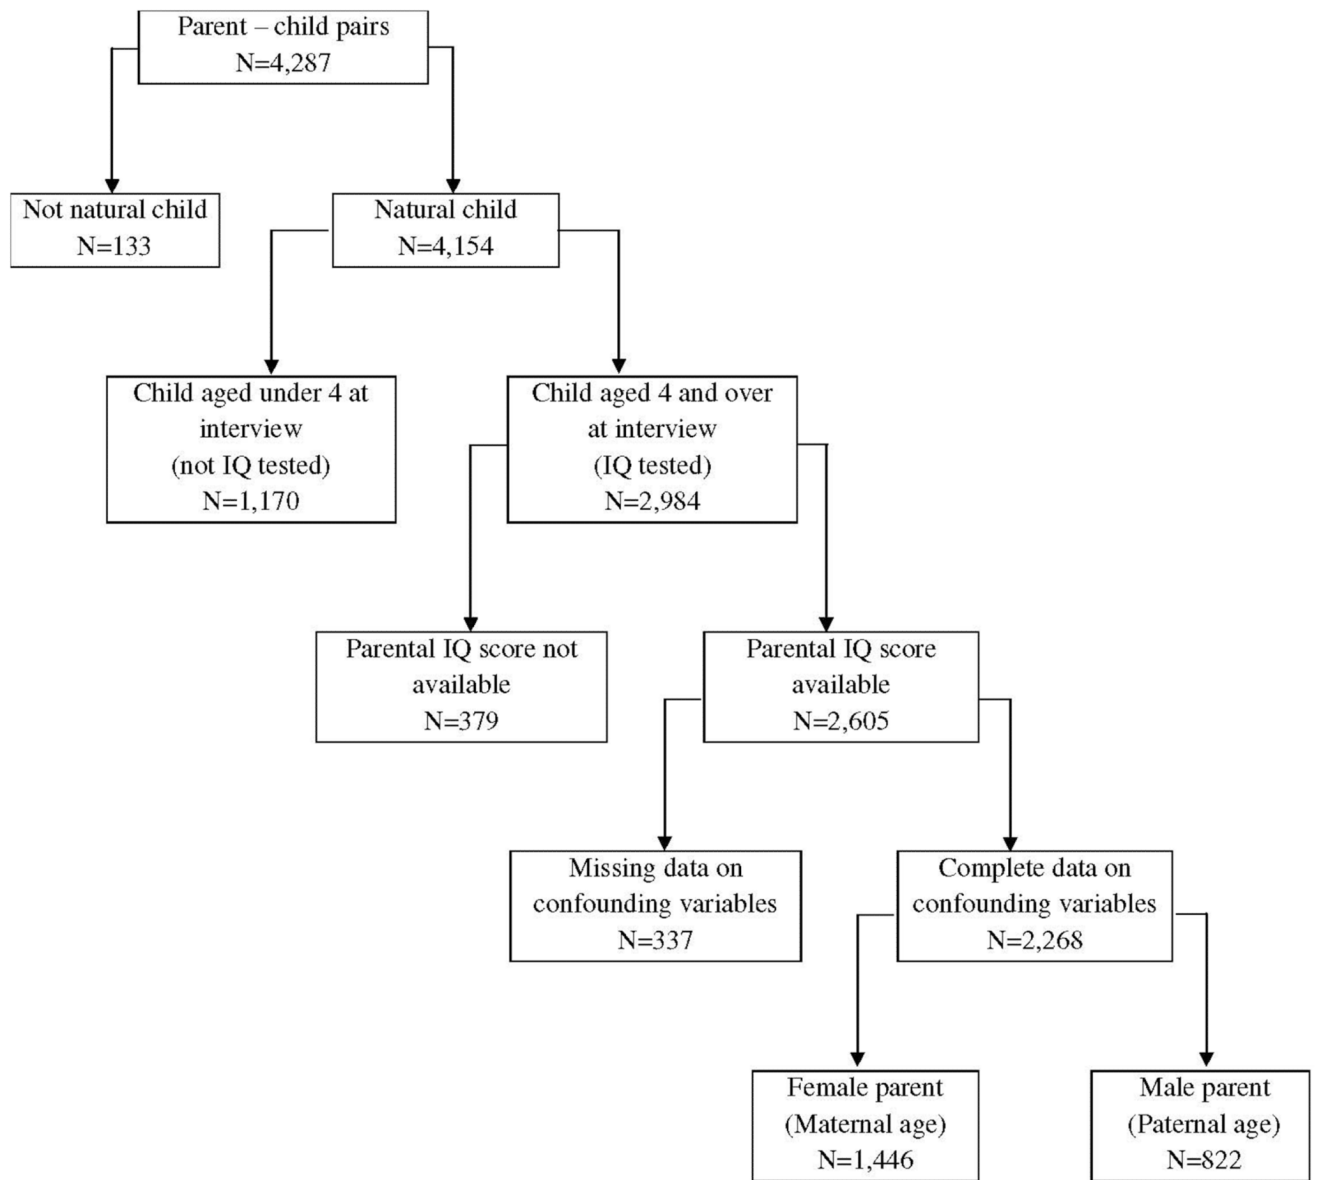 Parent – child pairs
N=4,287
Not natural child
N=133
Natural child
N=4,154
Child aged under 4 at
interview
(not IQ tested)
N=1,170
Child aged 4 and over
at interview
(IQ tested)
N=2,984
Parental IQ score not
available
N=379
Parental IQ score
available
N=2,605
Missing data on
confounding variables
N=337
Complete data on
confounding variables
N=2,268
Female parent
(Maternal age)
N=1,446
Male parent
(Paternal age)
N=822